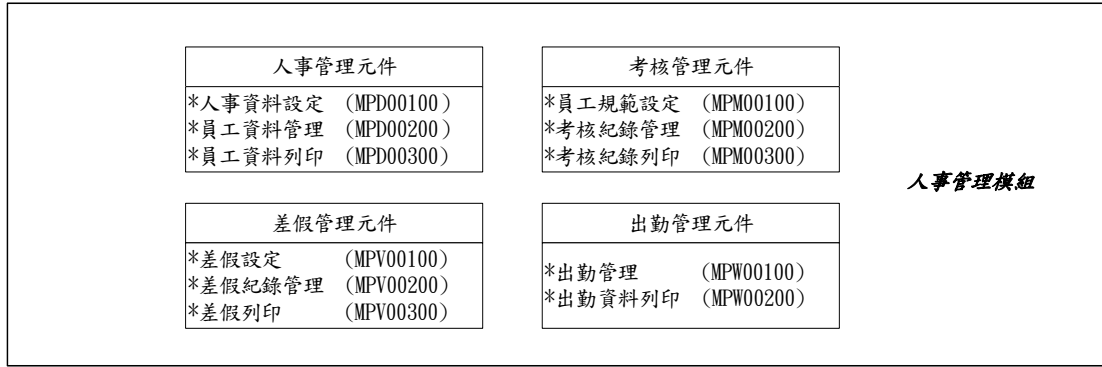 人事管理元件
*人事資料設定 (MPD00100)
*員工資料管理 (MPD00200)
*員工資料列印 (MPD00300)
考核管理元件
*員工規範設定 (MPM00100)
*考核紀錄管理 (MPM00200)
*考核紀錄列印 (MPM00300)
差假管理元件
*差假設定 (MPV00100)
*差假紀錄管理 (MPV00200)
*差假列印 (MPV00300)
出勤管理元件
*出勤管理 (MPW00100)
*出勤資料列印 (MPW00200)
人事管理模組